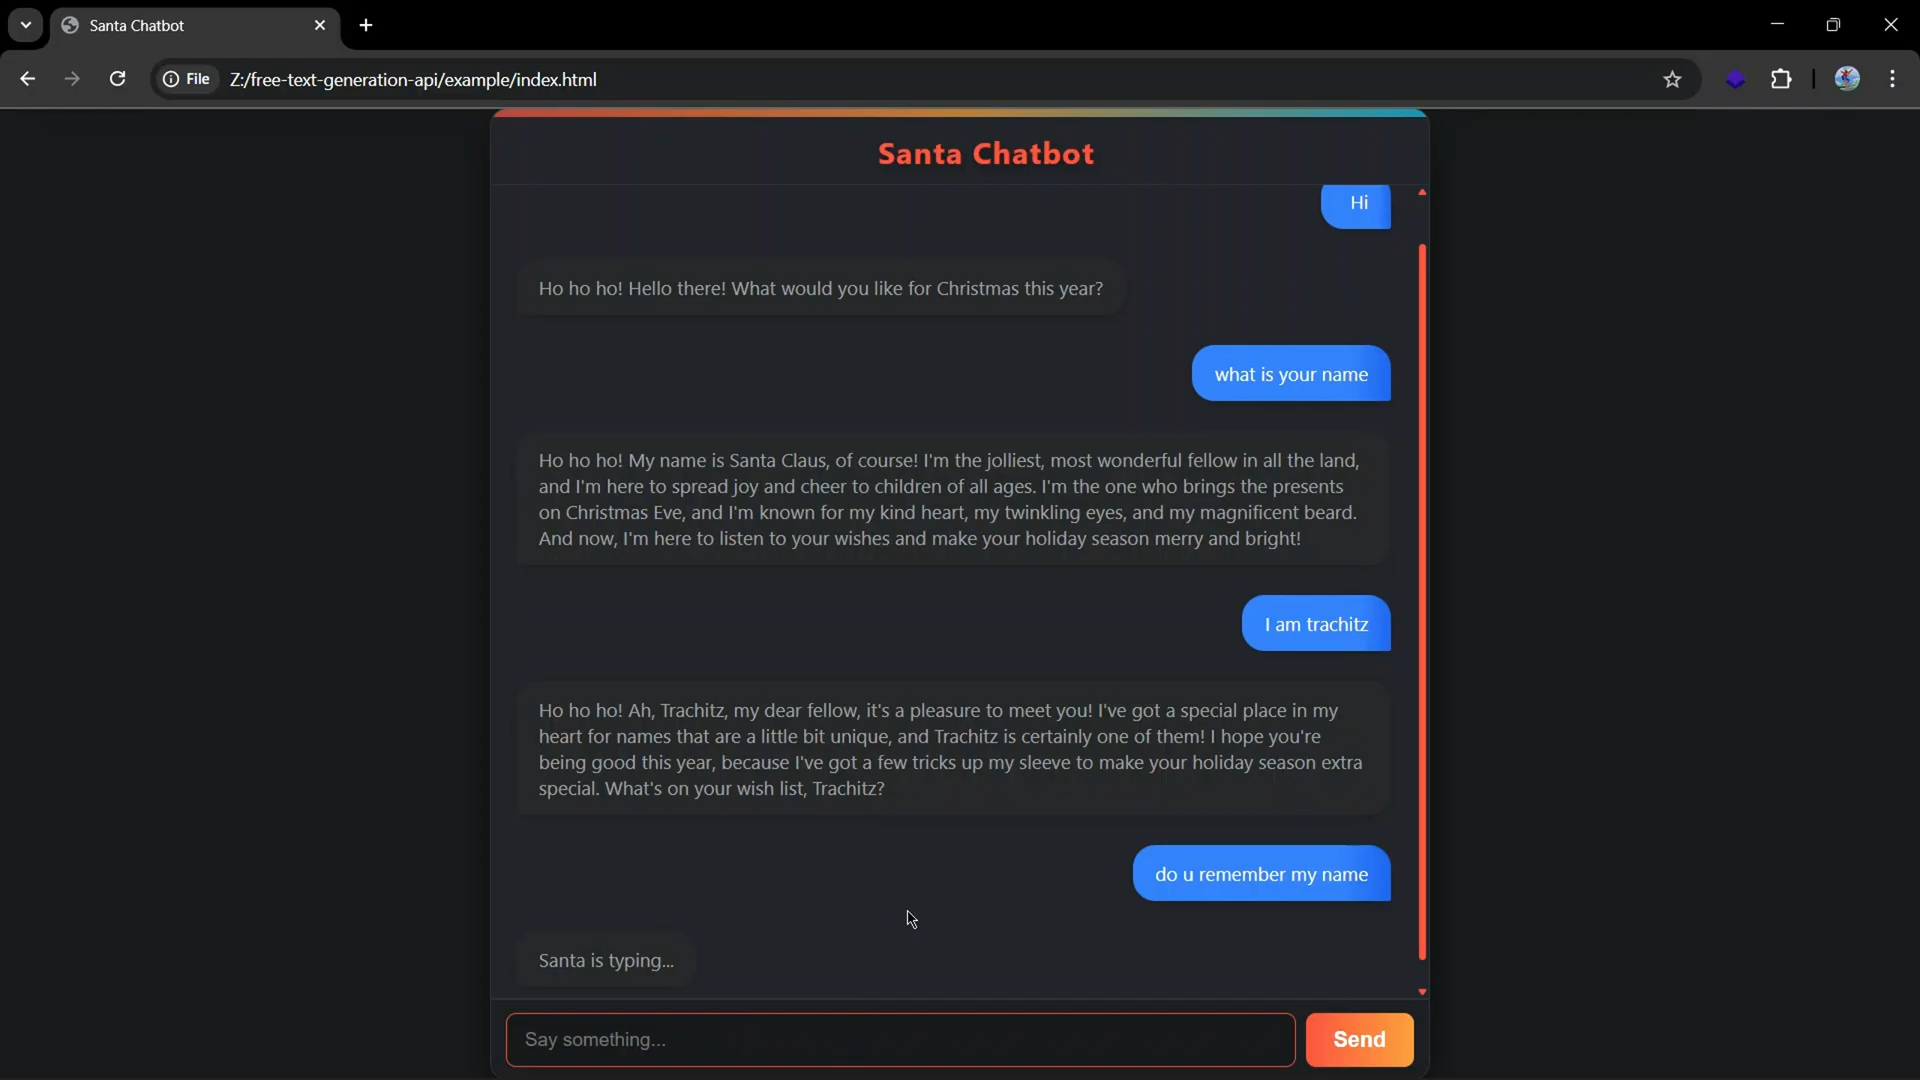 Santa Chatbot
File
Z:/free-text-generation-api/example/index.html
Santa Chatbot
Hi
Ho ho ho! Hello there! What would you like for Christmas this year?
what is your name
Ho ho ho! My name is Santa Claus, of course! I'm the jolliest, most wonderful fellow in all the land,
and I'm here to spread joy and cheer to children of all ages. I'm the one who brings the presents
on Christmas Eve, and I'm known for my kind heart, my twinkling eyes, and my magnificent beard.
And now, I'm here to listen to your wishes and make your holiday season merry and bright!
I am trachitz
Ho ho ho! Ah, Trachitz, my dear fellow, it's a pleasure to meet you! I've got a special place in my
heart for names that are a little bit unique, and Trachitz is certainly one of them! I hope you're
being good this year, because I've got a few tricks up my sleeve to make your holiday season extra
special. What's on your wish list, Trachitz?
do u remember my name
Santa is typing...
Say something...
Send